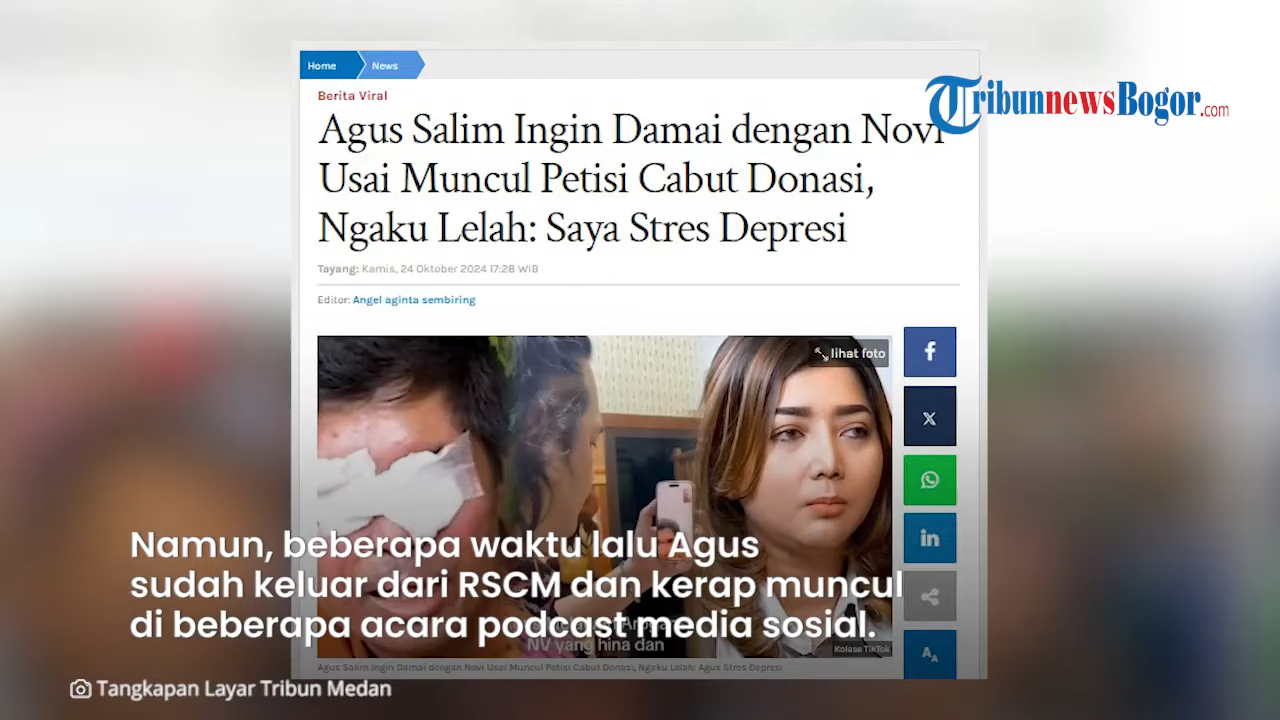 Home
News
TribunnewsBogor.com
Berita Viral
Agus Salim Ingin Damai dengan Novi
Usai Muncul Petisi Cabut Donasi,
Ngaku Lelah: Saya Stres Depresi
Tayang: Kamis, 24 Oktober 2024 17:28 WIB
Editor: Angel aginta sembiring
lihat foto
Namun, beberapa waktu lalu Agus
sudah keluar dari RSCM dan kerap muncul
di beberapa acara podcast media sosial.
NV yang hina dan
Kolase TikTok
Agus Salim Ingin Damai dengan Novi Usai Muncul Petisi Cabut Donasi, Ngaku Lelah: Agus Stres Depresi
Tangkapan Layar Tribun Medan